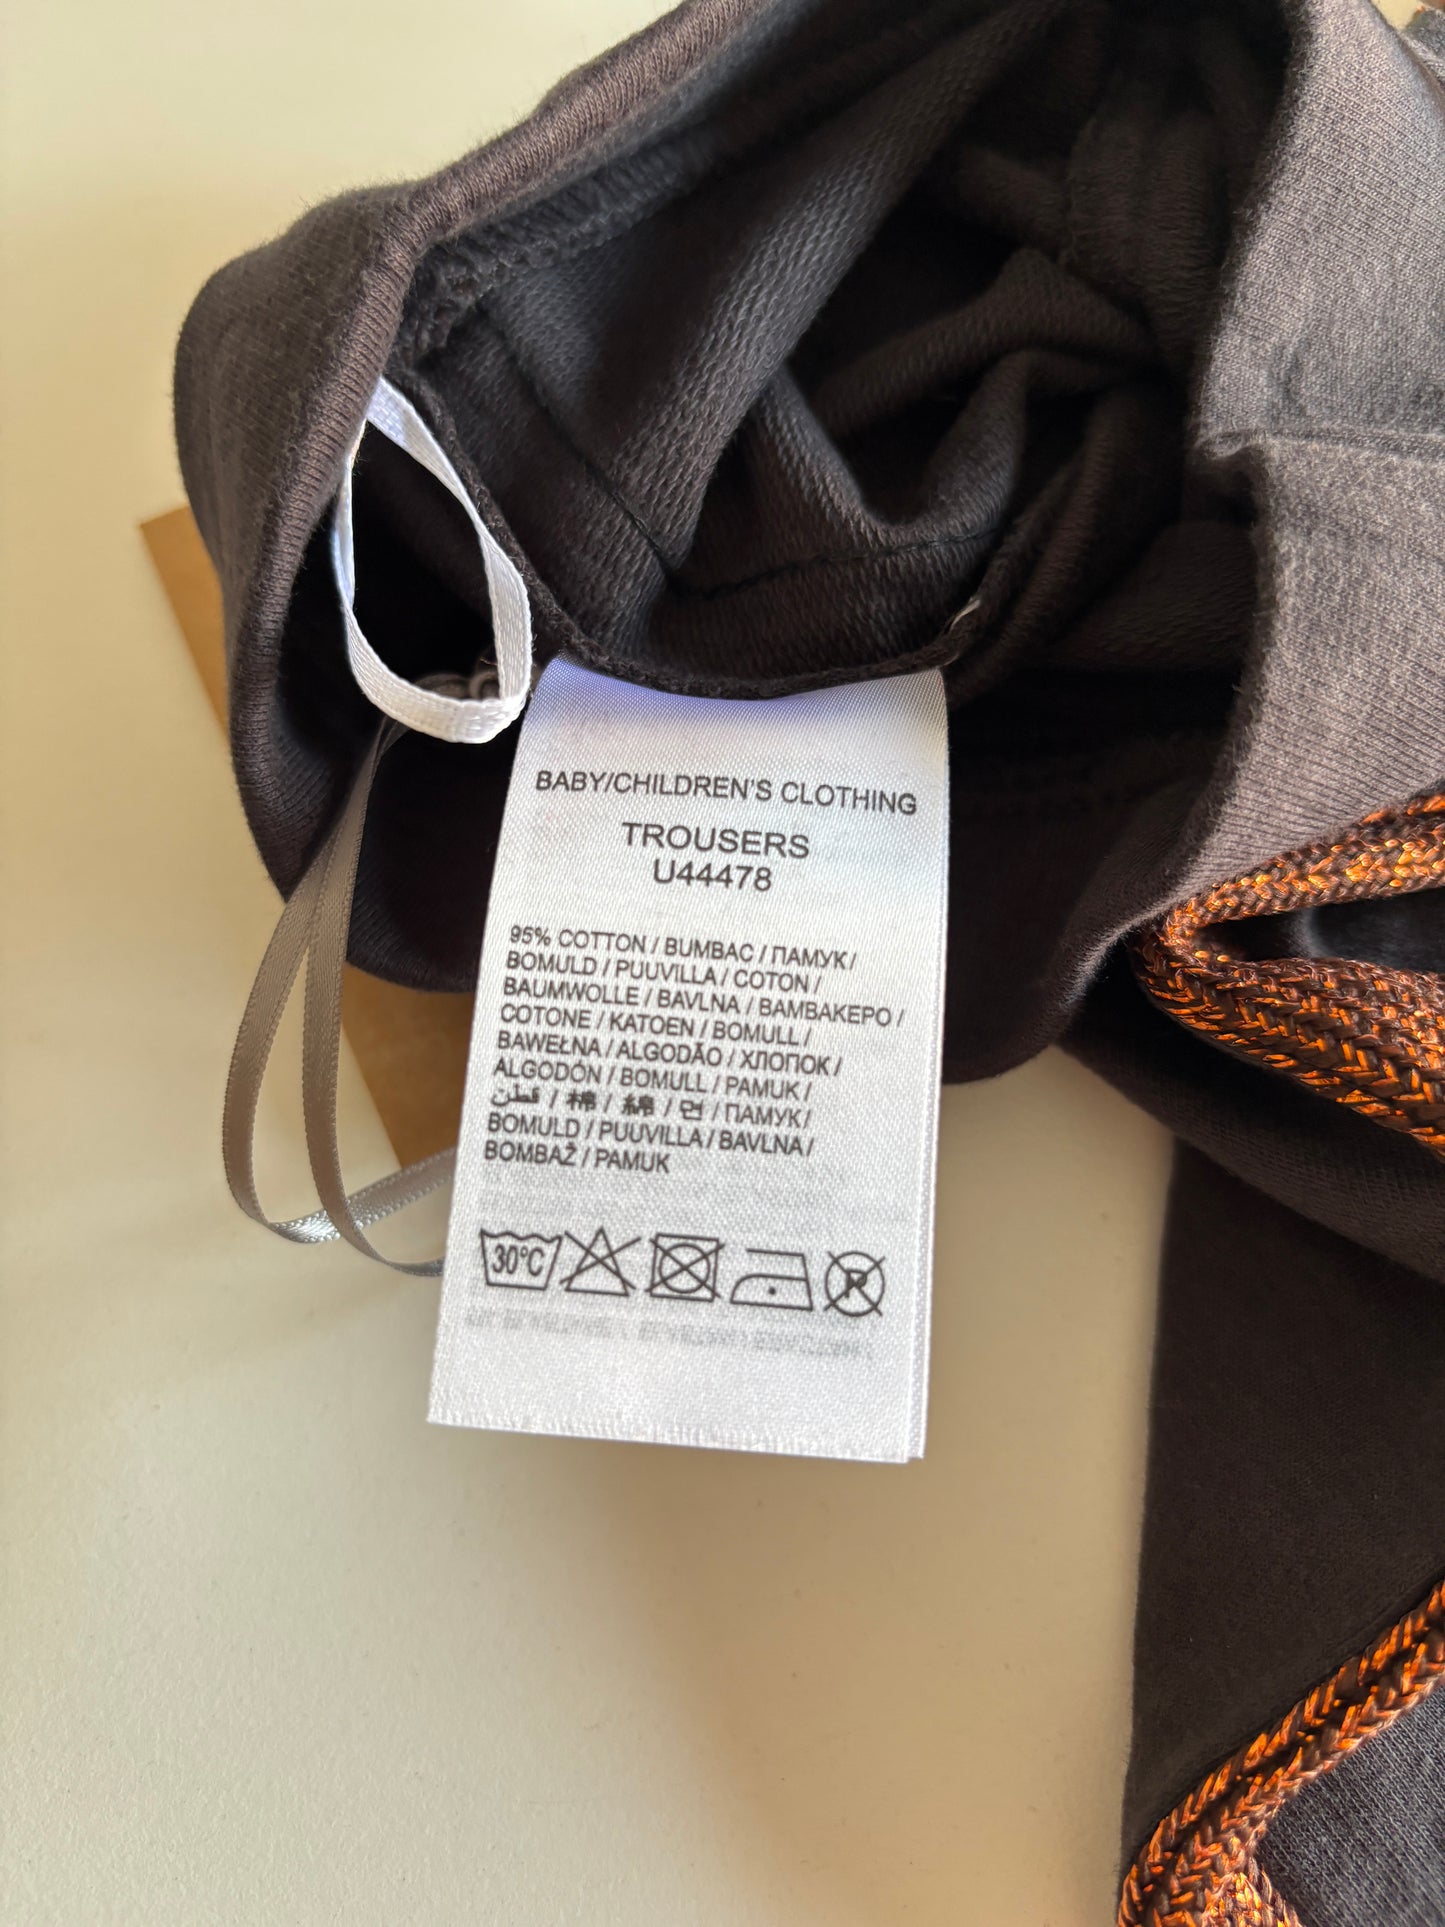 BABY/CHILDREN'S CLOTHING
TROUSERS
U44478
95% COTTON / BUMBAC / ПАМУК /
BOMULD / PUUVILLA / COTON /
BAUMWOLLE / BAVLNA / ΒΑΜΒΑΚΕΡΟ /
COTONE / KATOEN / BOMULL /
BAWEŁNA / ALGODÃO / ХЛОПОК /
ALGODÓN / BOMULL / PAMUK /
قطن / 棉 / 綿 / 면 / ПАМУК /
BOMULD / PUUVILLA / BAVLNA /
BOMBAŽ / PAMUK
30°C P